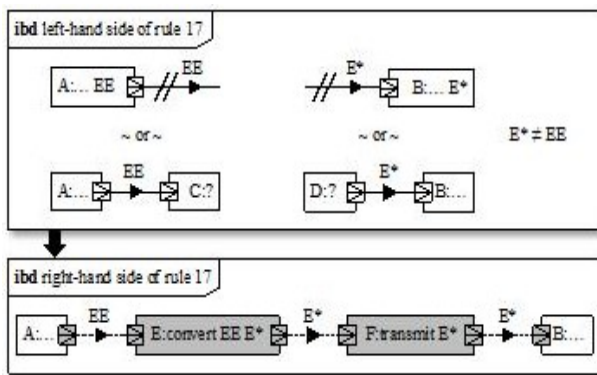 ibd left-hand side of rule 17
EE E*
A:... EE B:... E*
~ or ~ ~ or ~ E* ≠ EE
EE E*
A:... C:? D:? B:...
ibd right-hand side of rule 17
EE E* E*
A:... E:convert EE E* F:transmit E* B:...